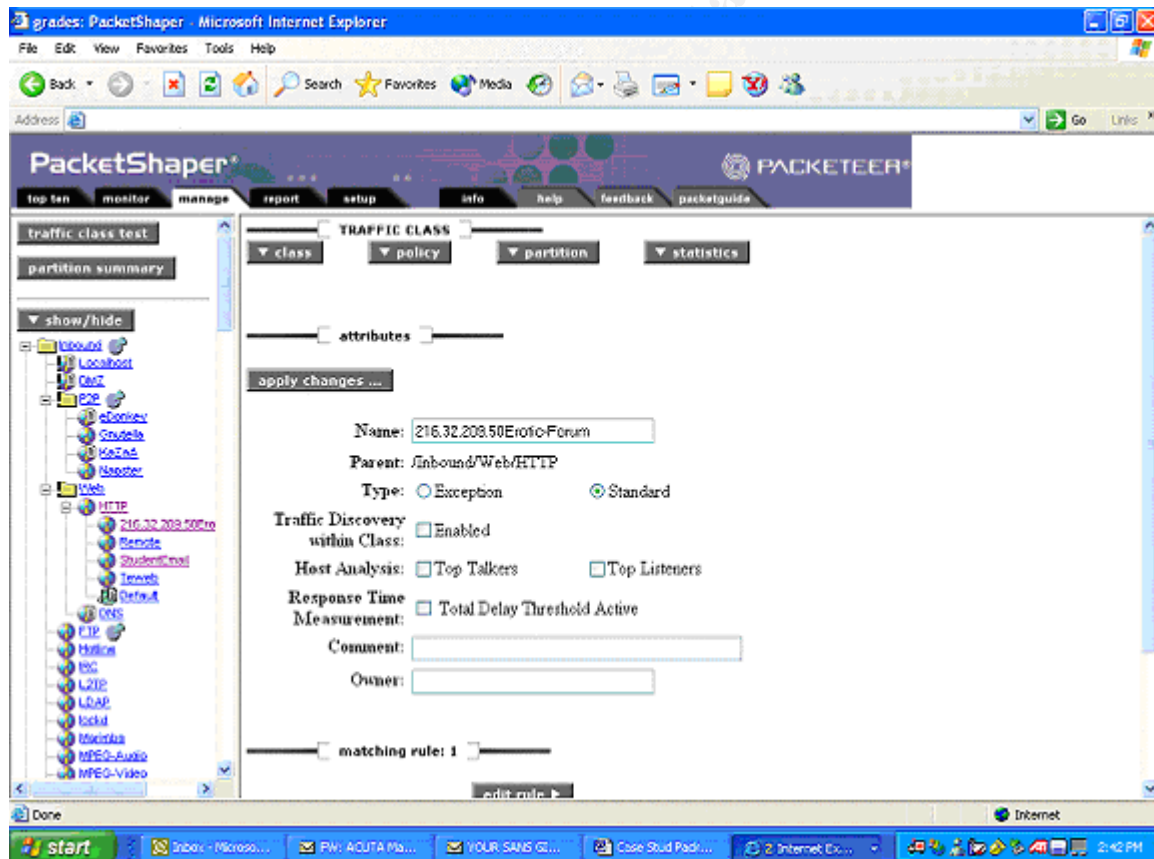 grades: PacketShaper - Microsoft Internet Explorer
File Edit View Favorites Tools Help
Back Search Favorites Media
Address Go Links
PacketShaper® PACKETEER®
top ten monitor manage report setup info help feedback packetguide
traffic class test
partition summary
show/hide
Inbound
Localhost
DMZ
P2P
eDonkey
Gnutella
KaZaA
Napster
Web
HTTP
216.32.209.50Ero
Remote
StudentEmail
Default
DNS
FTP
Hotline
IRC
L2TP
LDAP
lockd
Marimba
MPEG-Audio
MPEG-Video
TRAFFIC CLASS
class policy partition statistics
attributes
apply changes ...
Name: 216.32.209.50Erotic-Forum
Parent: /Inbound/Web/HTTP
Type: Exception Standard
Traffic Discovery within Class: Enabled
Host Analysis: Top Talkers Top Listeners
Response Time Measurement: Total Delay Threshold Active
Comment:
Owner:
matching rule: 1
edit rule
Done Internet
start Inbox - Microso... FW: ACUTA Ma... YOUR SANS GI... Case Stud Pack... 2 Internet Ex... 2:42 PM